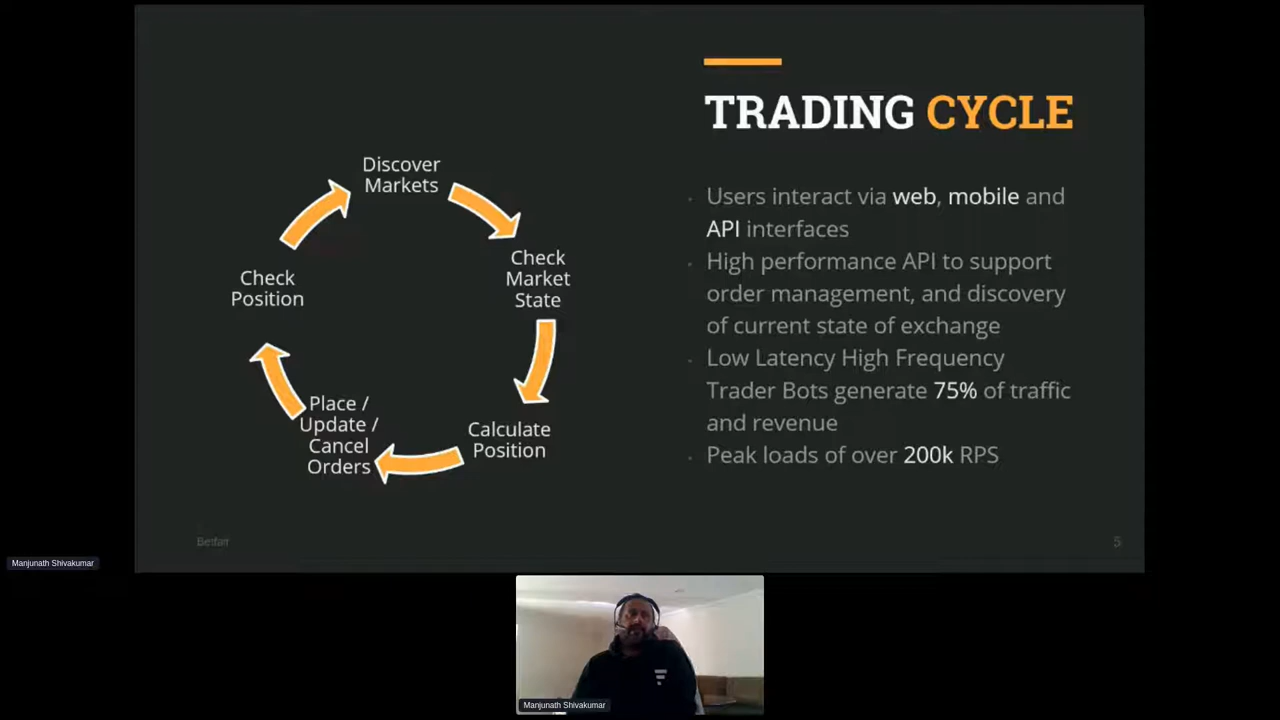 TRADING CYCLE
Discover
Markets
Check
Market
State
Calculate
Position
Place /
Update /
Cancel
Orders
Check
Position
Users interact via web, mobile and
API interfaces
High performance API to support
order management, and discovery
of current state of exchange
Low Latency High Frequency
Trader Bots generate 75% of traffic
and revenue
Peak loads of over 200k RPS
Betfair
5
Manjunath Shivakumar
Manjunath Shivakumar